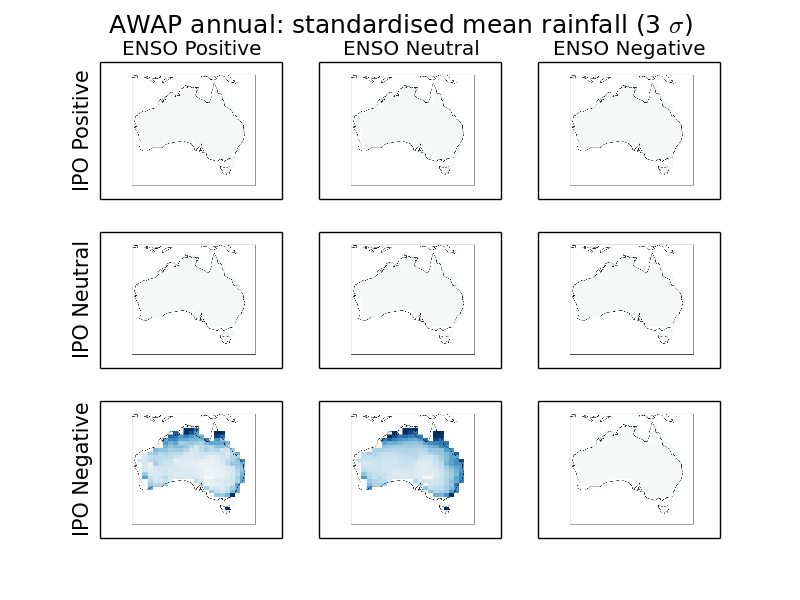 AWAP annual: standardised mean rainfall (3 σ)
ENSO Positive ENSO Neutral ENSO Negative
IPO Positive
IPO Neutral
IPO Negative